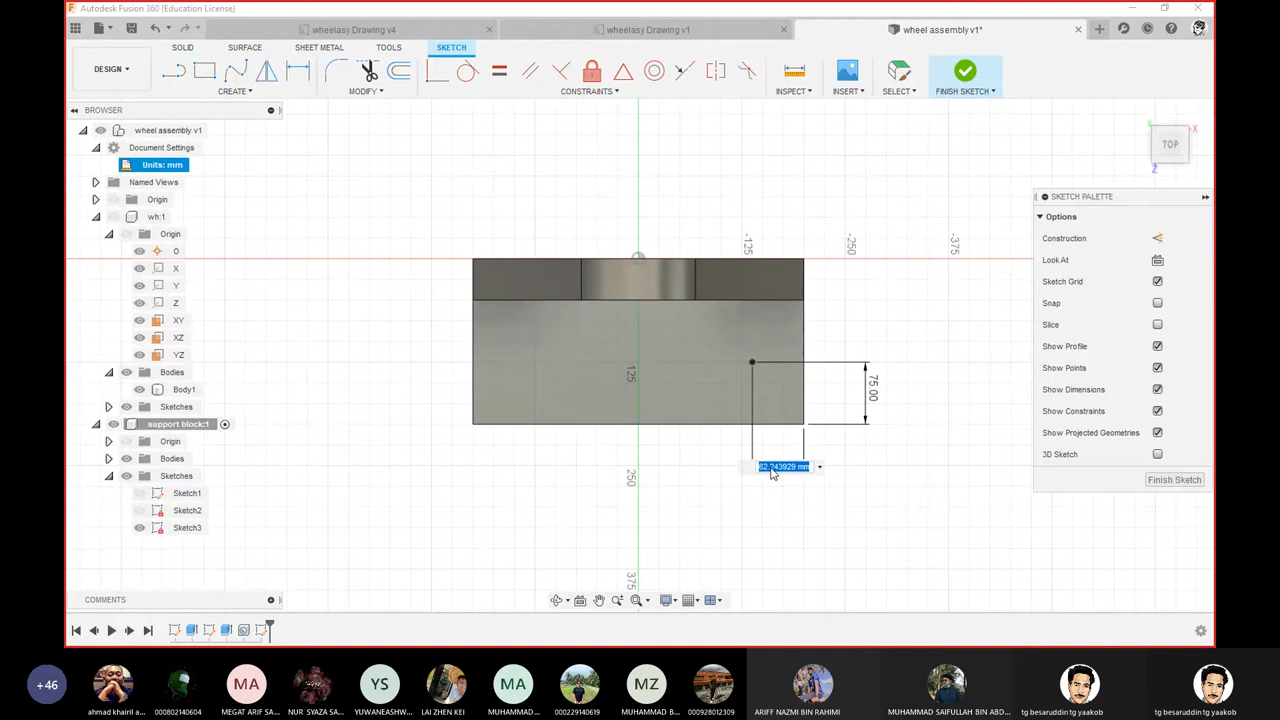 Autodesk Fusion 360 (Education License)
wheelasy Drawing v4
wheelasy Drawing v1
wheel assembly v1*
SOLID
SURFACE
SHEET METAL
TOOLS
SKETCH
DESIGN
CREATE
MODIFY
CONSTRAINTS
INSPECT
INSERT
SELECT
FINISH SKETCH
BROWSER
wheel assembly v1
Document Settings
Units: mm
Named Views
Origin
wh:1
Origin
O
X
Y
Z
XY
XZ
YZ
Bodies
Body1
Sketches
support block:1
Origin
Bodies
Sketches
Sketch1
Sketch2
Sketch3
COMMENTS
-125
-250
-375
125
250
375
75.00
62.243929 mm
TOP
X
Y
Z
SKETCH PALETTE
Options
Construction
Look At
Sketch Grid
Snap
Slice
Show Profile
Show Points
Show Dimensions
Show Constraints
Show Projected Geometries
3D Sketch
Finish Sketch
+46
MA
YS
MA
MZ
ahmad khairil a...
000802140604
MEGAT ARIF SA...
NUR SYAZA SA...
YUWANEASHW...
LAI ZHEN KEI
MUHAMMAD...
000229140619
MUHAMMAD B...
000928012309
ARIFF NAZMI BIN RAHIMI
MUHAMMAD SAIFULLAH BIN ABD...
tg besaruddin tg yaakob
tg besaruddin tg yaakob